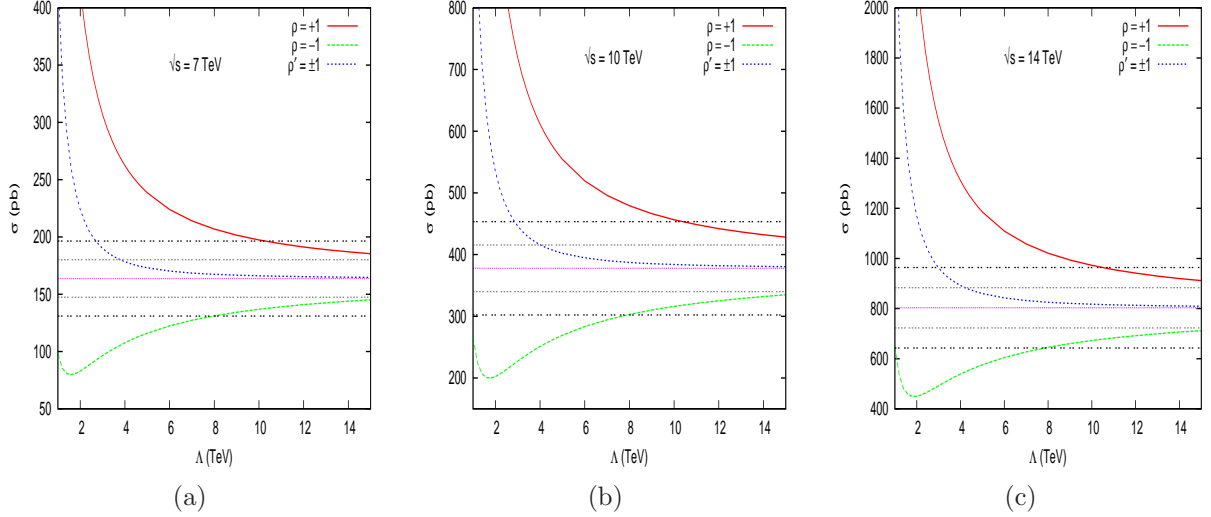 400
350
300
250
200
150
100
50
σ (pb)
2 4 6 8 10 12 14
Λ (TeV)
√s = 7 TeV
ρ = +1
ρ = −1
ρ′ = ±1
(a)
800
700
600
500
400
300
200
σ (pb)
2 4 6 8 10 12 14
Λ (TeV)
√s = 10 TeV
ρ = +1
ρ = −1
ρ′ = ±1
(b)
2000
1800
1600
1400
1200
1000
800
600
400
σ (pb)
2 4 6 8 10 12 14
Λ (TeV)
√s = 14 TeV
ρ = +1
ρ = −1
ρ′ = ±1
(c)